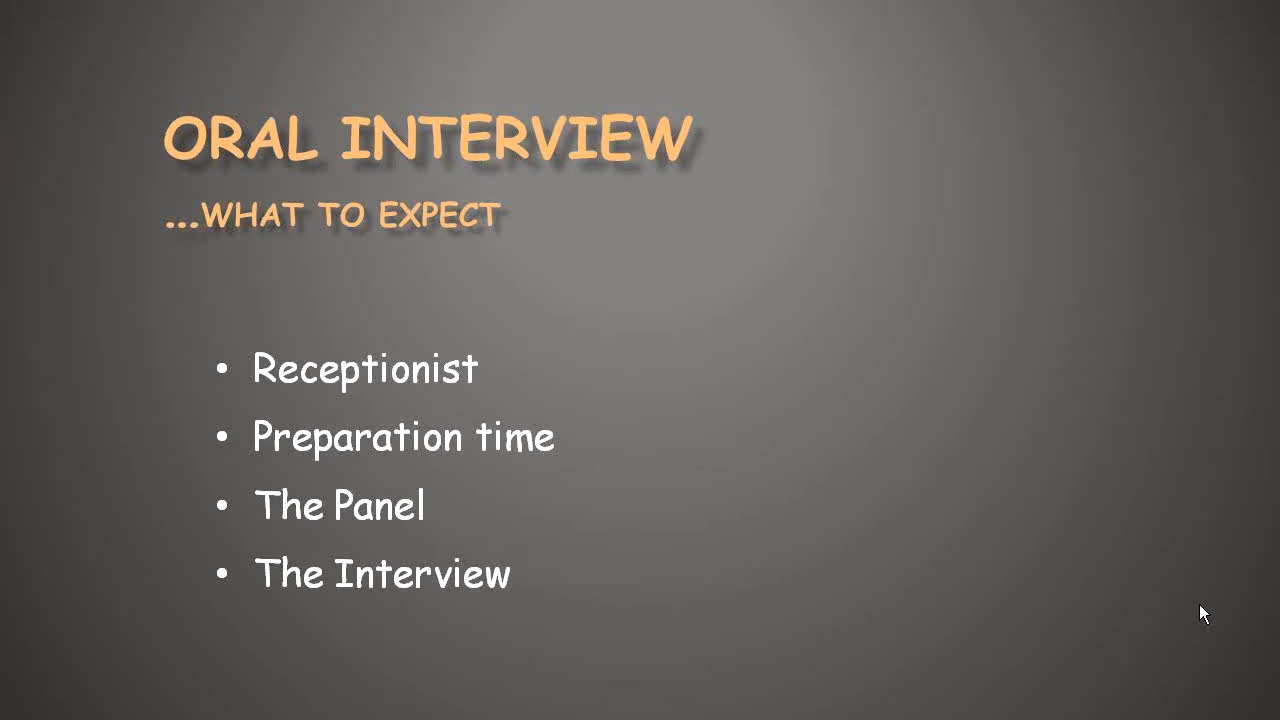 ORAL INTERVIEW
...WHAT TO EXPECT
• Receptionist
• Preparation time
• The Panel
• The Interview